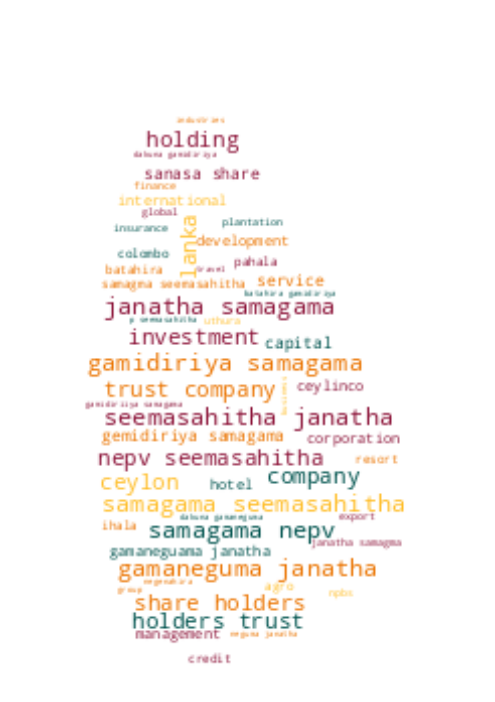 industries
holding
dakuna gamidiriya
sanasa share
finance
international
global
plantation
insurance
lanka
development
colombo
pahala
batahira
travel
samagma seemasahitha
service
batahira gamidiriya
janatha samagama
p seemasahitha
uthura
investment
capital
gamidiriya samagama
trust company
ceylinco
business
gamidiriya samagama
seemasahitha janatha
gemidiriya samagama
corporation
nepv seemasahitha
resort
company
ceylon
hotel
samagama seemasahitha
dakuna gamaneguma
export
ihala
samagama nepv
janatha samagma
gamaneguama janatha
gamaneguma janatha
negenahira
group
agro
share holders
holders trust
management
neguma janatha
credit